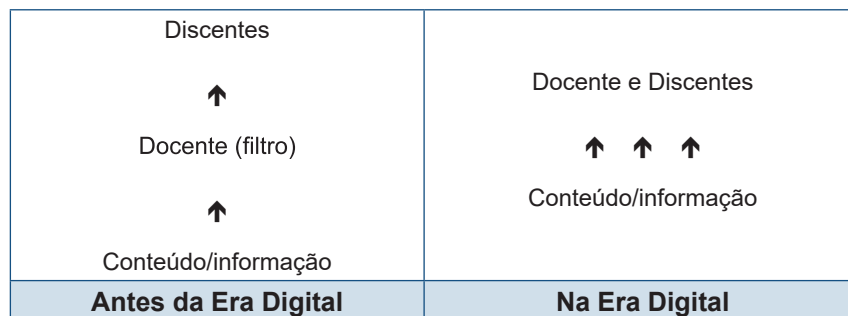 Discentes
Docente (filtro)
Conteúdo/informação
Antes da Era Digital
Docente e Discentes
Conteúdo/informação
Na Era Digital